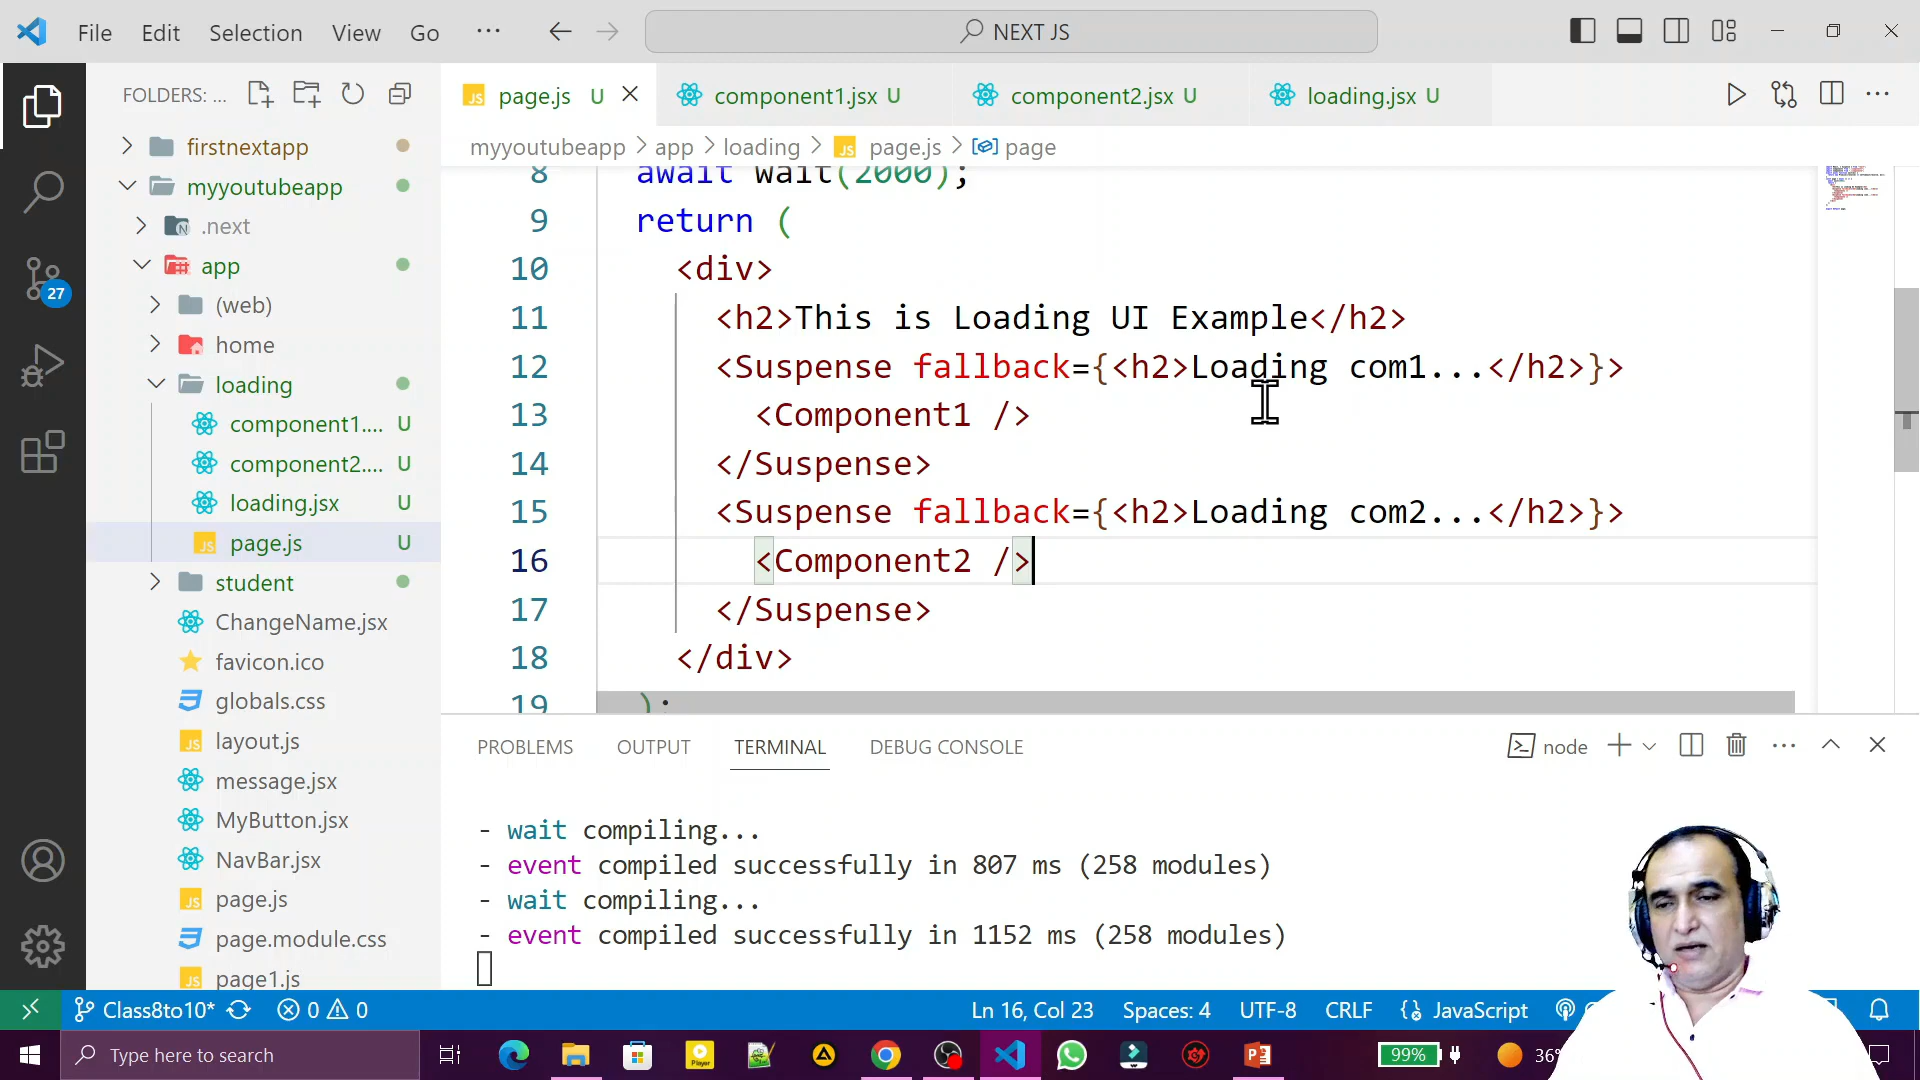 File Edit Selection View Go ... NEXT JS
FOLDERS: ...
page.js U component1.jsx U component2.jsx U loading.jsx U
myyoutubeapp > app > loading > JS page.js > page
firstnextapp
myyoutubeapp
.next
app
(web)
home
loading
component1.... U
component2.... U
loading.jsx U
page.js U
student
ChangeName.jsx
favicon.ico
globals.css
layout.js
message.jsx
MyButton.jsx
NavBar.jsx
page.js
page.module.css
page1.js
27
8 await wait(2000);
9 return (
10 <div>
11 <h2>This is Loading UI Example</h2>
12 <Suspense fallback={<h2>Loading com1...</h2>}>
13 <Component1 />
14 </Suspense>
15 <Suspense fallback={<h2>Loading com2...</h2>}>
16 <Component2 />
17 </Suspense>
18 </div>
19 );
PROBLEMS OUTPUT TERMINAL DEBUG CONSOLE node
- wait compiling...
- event compiled successfully in 807 ms (258 modules)
- wait compiling...
- event compiled successfully in 1152 ms (258 modules)
Class8to10* 0 0 Ln 16, Col 23 Spaces: 4 UTF-8 CRLF {} JavaScript
Type here to search 99% 36°